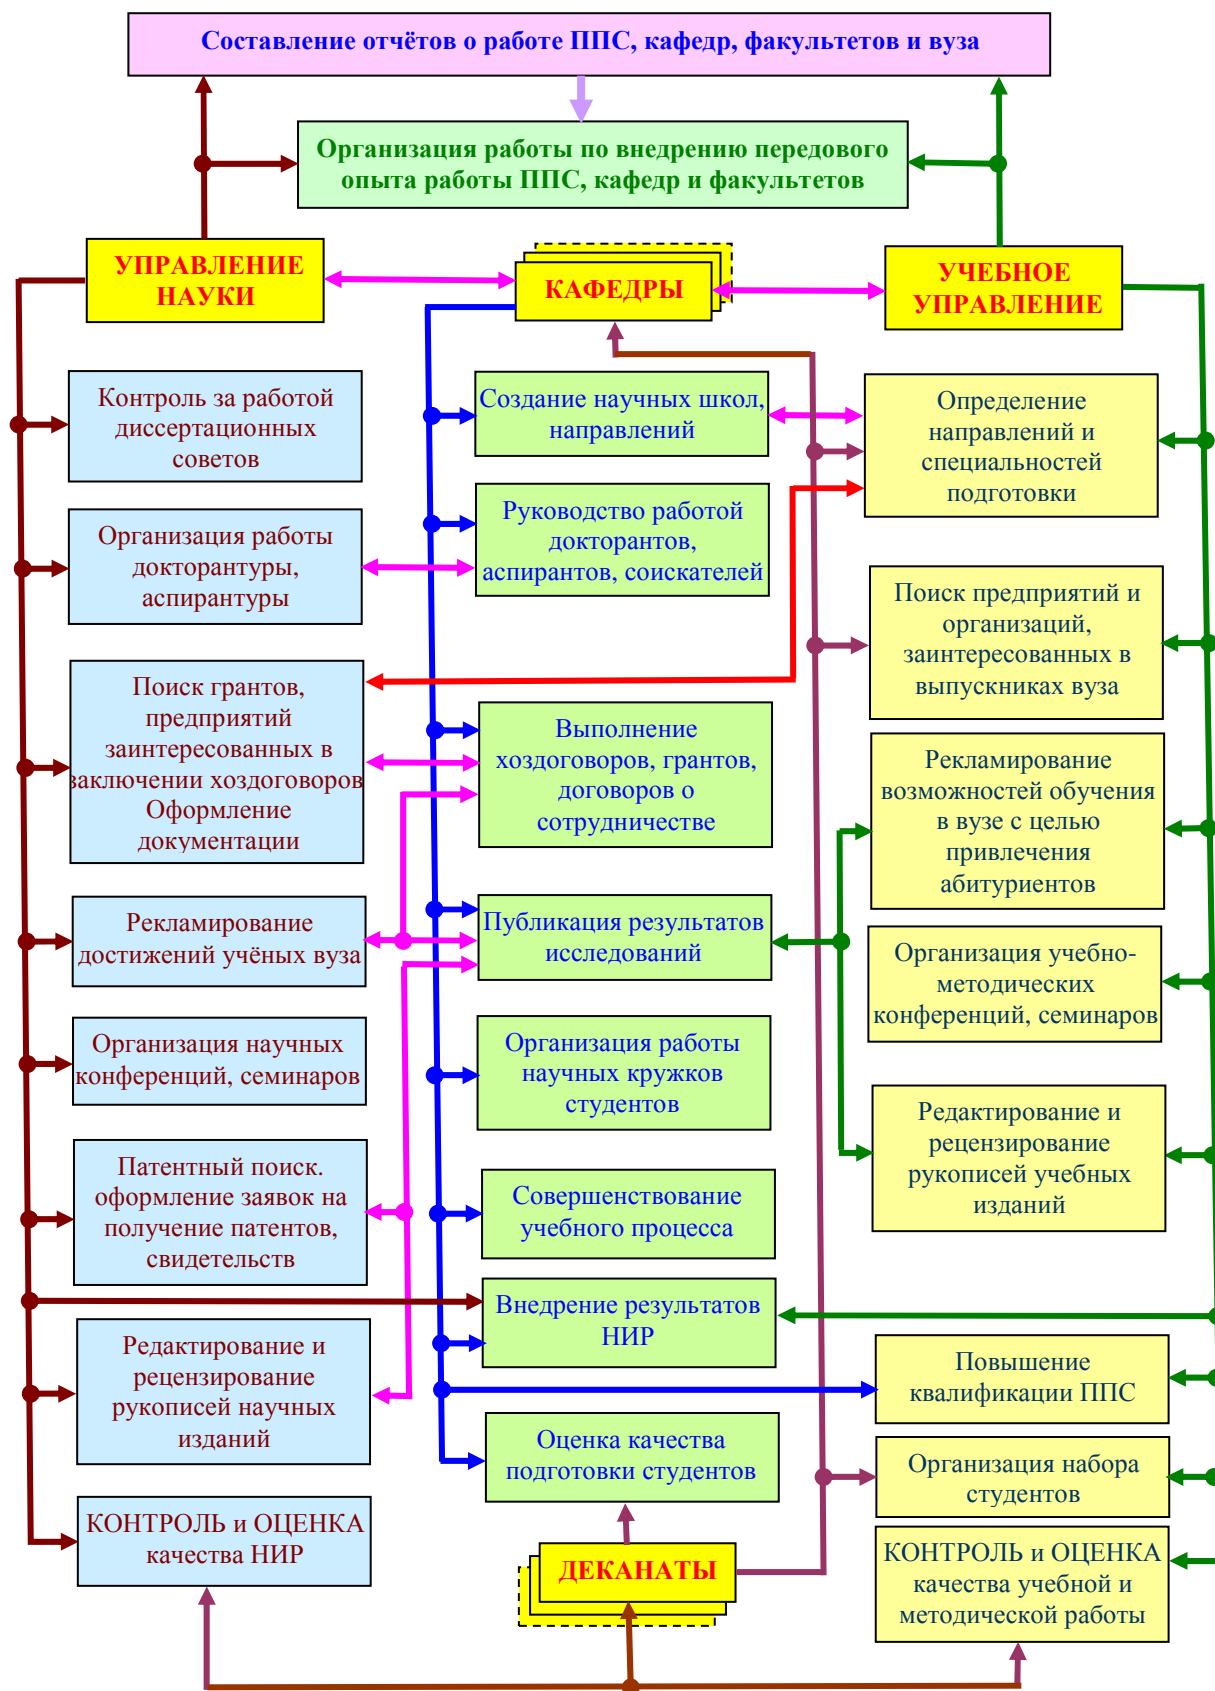 Составление отчётов о работе ППС, кафедр, факультетов и вуза
Организация работы по внедрению передового
опыта работы ППС, кафедр и факультетов
УПРАВЛЕНИЕ
НАУКИ
КАФЕДРЫ
УЧЕБНОЕ
УПРАВЛЕНИЕ
Контроль за работой
диссертационных
советов
Организация работы
докторантуры,
аспирантуры
Поиск грантов,
предприятий
заинтересованных в
заключении хоздоговоров
Оформление
документации
Рекламирование
достижений учёных вуза
Организация научных
конференций, семинаров
Патентный поиск.
оформление заявок на
получение патентов,
свидетельств
Редактирование и
рецензирование
рукописей научных
изданий
КОНТРОЛЬ и ОЦЕНКА
качества НИР
Создание научных школ,
направлений
Руководство работой
докторантов,
аспирантов, соискателей
Выполнение
хоздоговоров, грантов,
договоров о
сотрудничестве
Публикация результатов
исследований
Организация работы
научных кружков
студентов
Совершенствование
учебного процесса
Внедрение результатов
НИР
Оценка качества
подготовки студентов
ДЕКАНАТЫ
Определение
направлений и
специальностей
подготовки
Поиск предприятий и
организаций,
заинтересованных в
выпускниках вуза
Рекламирование
возможностей обучения
в вузе с целью
привлечения
абитуриентов
Организация учебно-
методических
конференций, семинаров
Редактирование и
рецензирование
рукописей учебных
изданий
Повышение
квалификации ППС
Организация набора
студентов
КОНТРОЛЬ и ОЦЕНКА
качества учебной и
методической работы